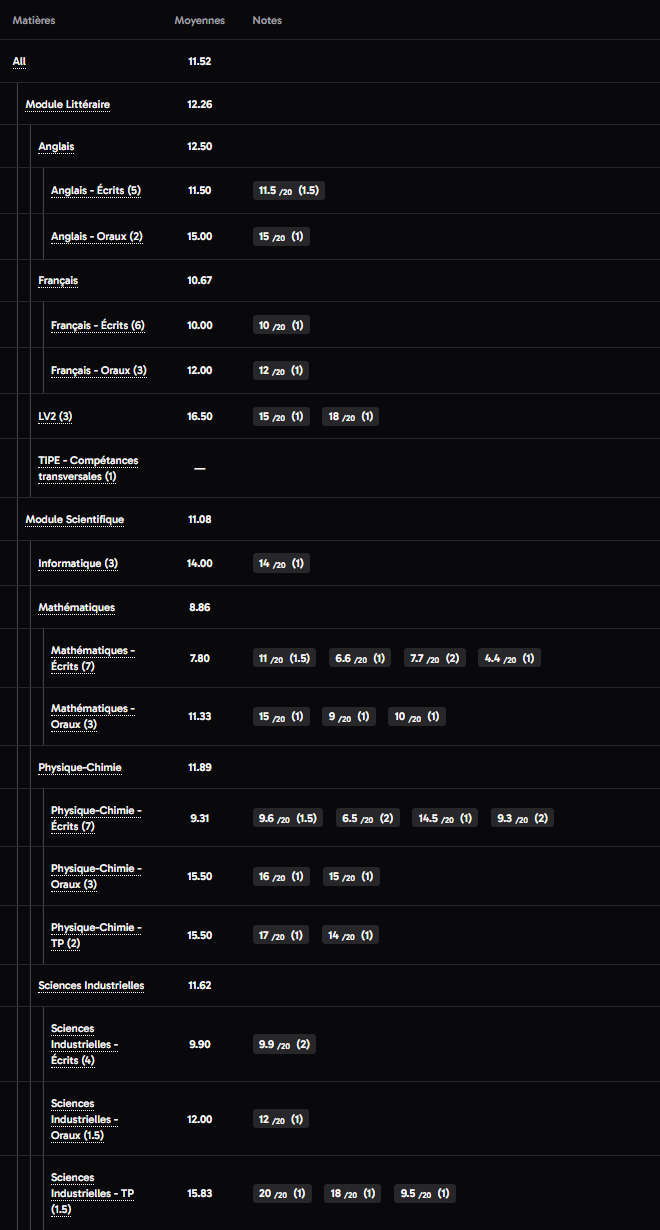 Matières Moyennes Notes
All 11.52
Module Littéraire 12.26
Anglais 12.50
Anglais - Écrits (5) 11.50 11.5 /20 (1.5)
Anglais - Oraux (2) 15.00 15 /20 (1)
Français 10.67
Français - Écrits (6) 10.00 10 /20 (1)
Français - Oraux (3) 12.00 12 /20 (1)
LV2 (3) 16.50 15 /20 (1) 18 /20 (1)
TIPE - Compétances
transversales (1) —
Module Scientifique 11.08
Informatique (3) 14.00 14 /20 (1)
Mathématiques 8.86
Mathématiques -
Écrits (7) 7.80 11 /20 (1.5) 6.6 /20 (1) 7.7 /20 (2) 4.4 /20 (1)
Mathématiques -
Oraux (3) 11.33 15 /20 (1) 9 /20 (1) 10 /20 (1)
Physique-Chimie 11.89
Physique-Chimie -
Écrits (7) 9.31 9.6 /20 (1.5) 6.5 /20 (2) 14.5 /20 (1) 9.3 /20 (2)
Physique-Chimie -
Oraux (3) 15.50 16 /20 (1) 15 /20 (1)
Physique-Chimie -
TP (2) 15.50 17 /20 (1) 14 /20 (1)
Sciences Industrielles 11.62
Sciences
Industrielles -
Écrits (4) 9.90 9.9 /20 (2)
Sciences
Industrielles -
Oraux (1.5) 12.00 12 /20 (1)
Sciences
Industrielles - TP
(1.5) 15.83 20 /20 (1) 18 /20 (1) 9.5 /20 (1)